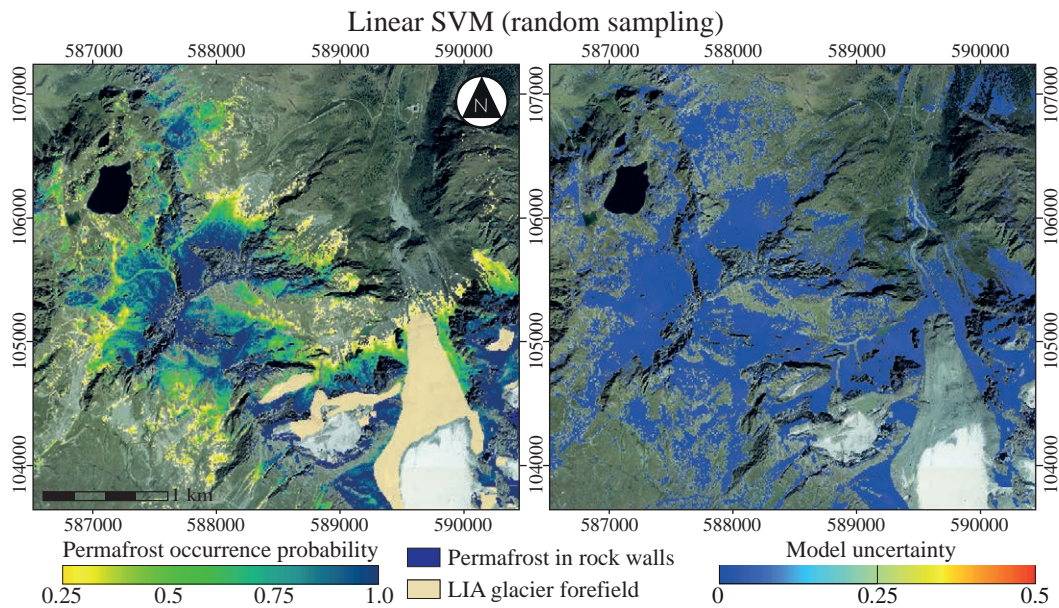 Linear SVM (random sampling)
587000 588000 589000 590000
587000 588000 589000 590000
107000
106000
105000
104000
N
107000
106000
105000
104000
1 km
587000 588000 589000 590000
587000 588000 589000 590000
Permafrost occurrence probability
0.25 0.5 0.75 1.0
Permafrost in rock walls
LIA glacier forefield
Model uncertainty
0 0.25 0.5